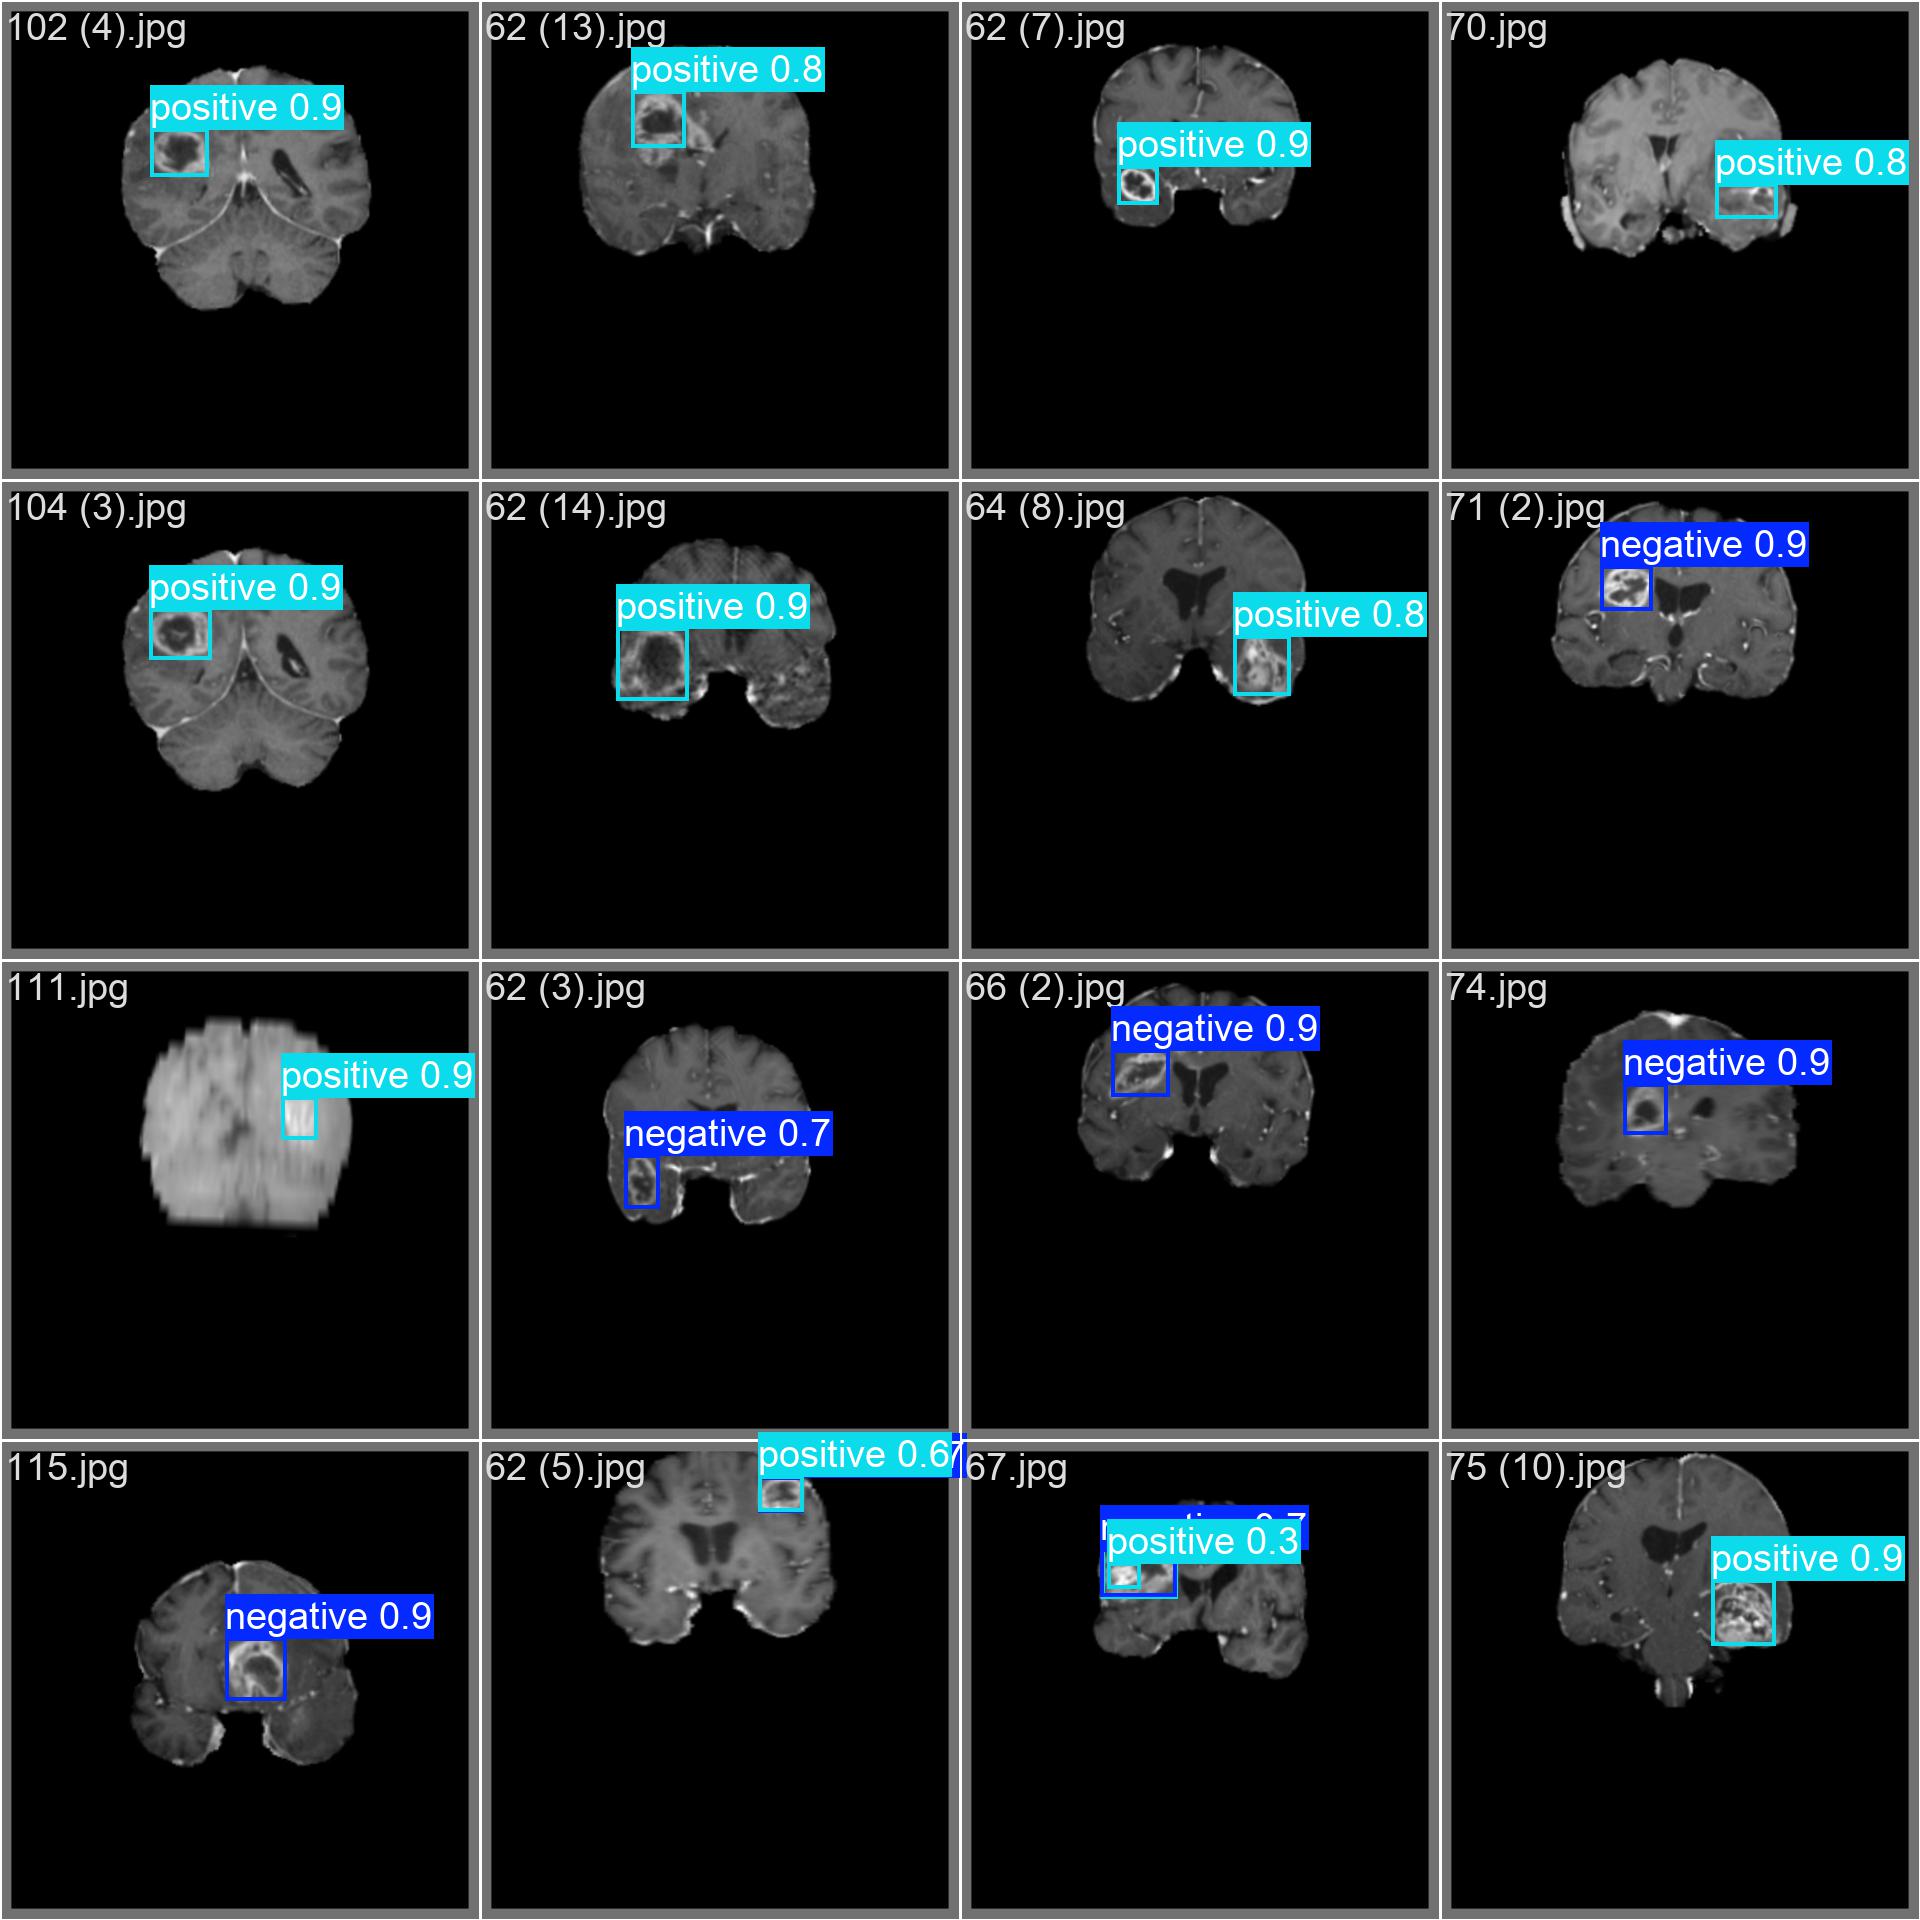 102 (4).jpg
positive 0.9
62 (13).jpg
positive 0.8
62 (7).jpg
positive 0.9
70.jpg
positive 0.8
104 (3).jpg
positive 0.9
62 (14).jpg
positive 0.9
64 (8).jpg
positive 0.8
71 (2).jpg
negative 0.9
111.jpg
positive 0.9
62 (3).jpg
negative 0.7
66 (2).jpg
negative 0.9
74.jpg
negative 0.9
115.jpg
negative 0.9
62 (5).jpg
positive 0.6
67.jpg
positive 0.3
75 (10).jpg
positive 0.9